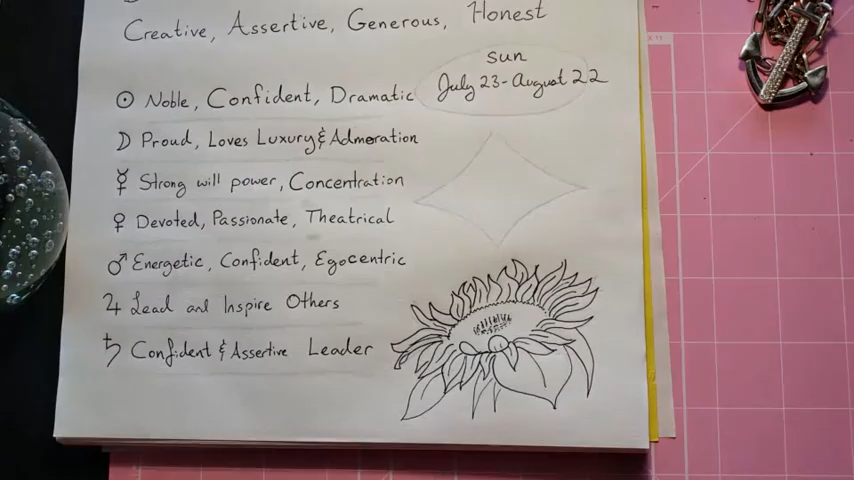 Creative, Assertive, Generous, Honest
sun
July 23-August 22
☉ Noble, Confident, Dramatic
☽ Proud, Loves Luxury & Admeration
☿ Strong will power, Concentration
♀ Devoted, Passionate, Theatrical
♂ Energetic, Confident, Egocentric
♃ Lead and Inspire Others
♄ Confident & Assertive Leader